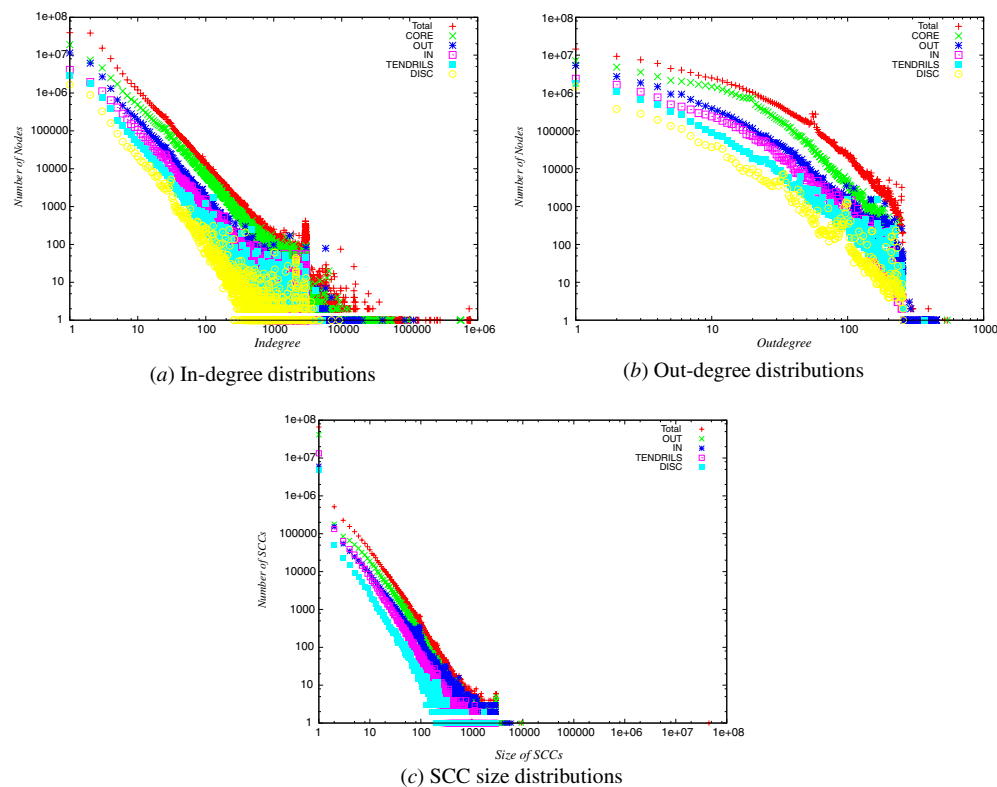 1e+08
1e+07
1e+06
100000
10000
1000
100
10
1
Number of Nodes
1 10 100 1000 10000 100000 1e+06
Indegree
Total
CORE
OUT
IN
TENDRILS
DISC
(a) In-degree distributions
1e+08
1e+07
1e+06
100000
10000
1000
100
10
1
Number of Nodes
1 10 100 1000
Outdegree
Total
CORE
OUT
IN
TENDRILS
DISC
(b) Out-degree distributions
1e+08
1e+07
1e+06
100000
10000
1000
100
10
1
Number of SCCs
1 10 100 1000 10000 100000 1e+06 1e+07 1e+08
Size of SCCs
Total
OUT
IN
TENDRILS
DISC
(c) SCC size distributions